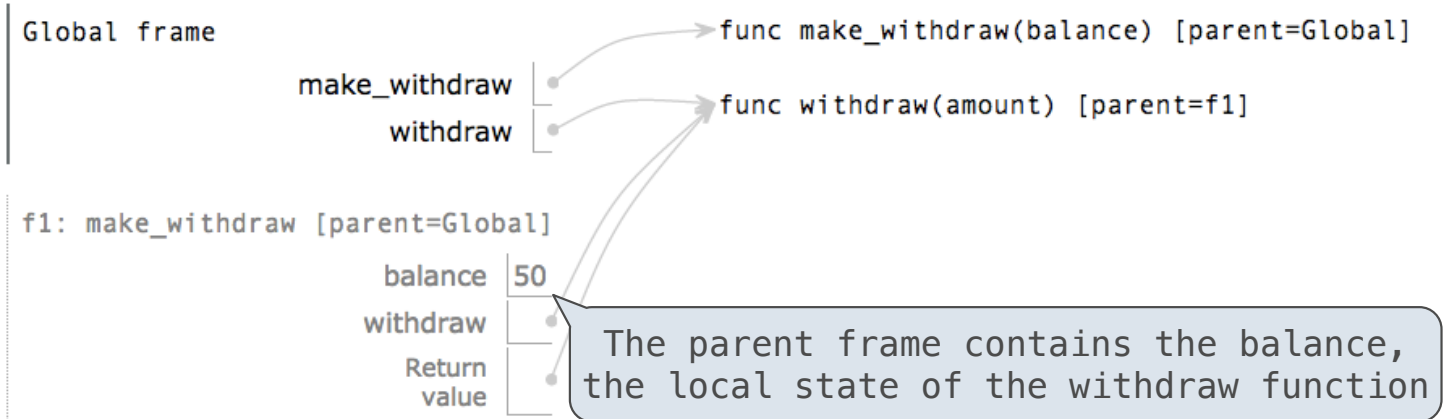 Global frame
make_withdraw
withdraw
func make_withdraw(balance) [parent=Global]
func withdraw(amount) [parent=f1]
f1: make_withdraw [parent=Global]
balance 50
withdraw
Return
value
The parent frame contains the balance,
the local state of the withdraw function